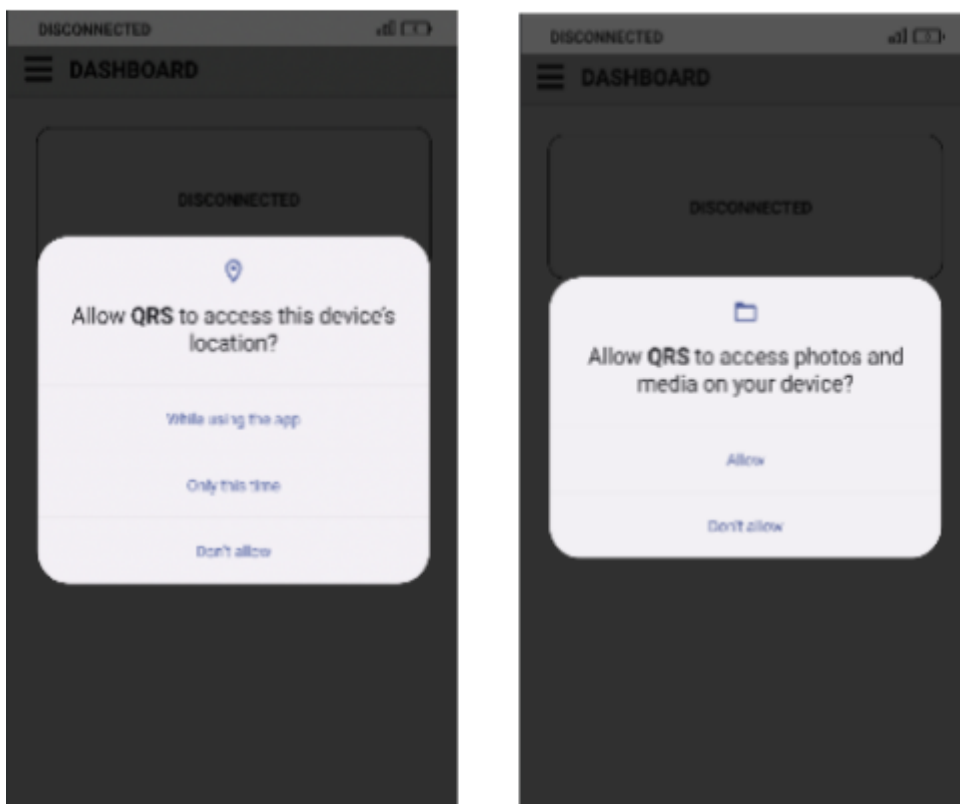 DISCONNECTED
DASHBOARD
DISCONNECTED
Allow QRS to access this device's
location?
While using the app
Only this time
Don't allow
DISCONNECTED
DASHBOARD
DISCONNECTED
Allow QRS to access photos and
media on your device?
Allow
Don't allow